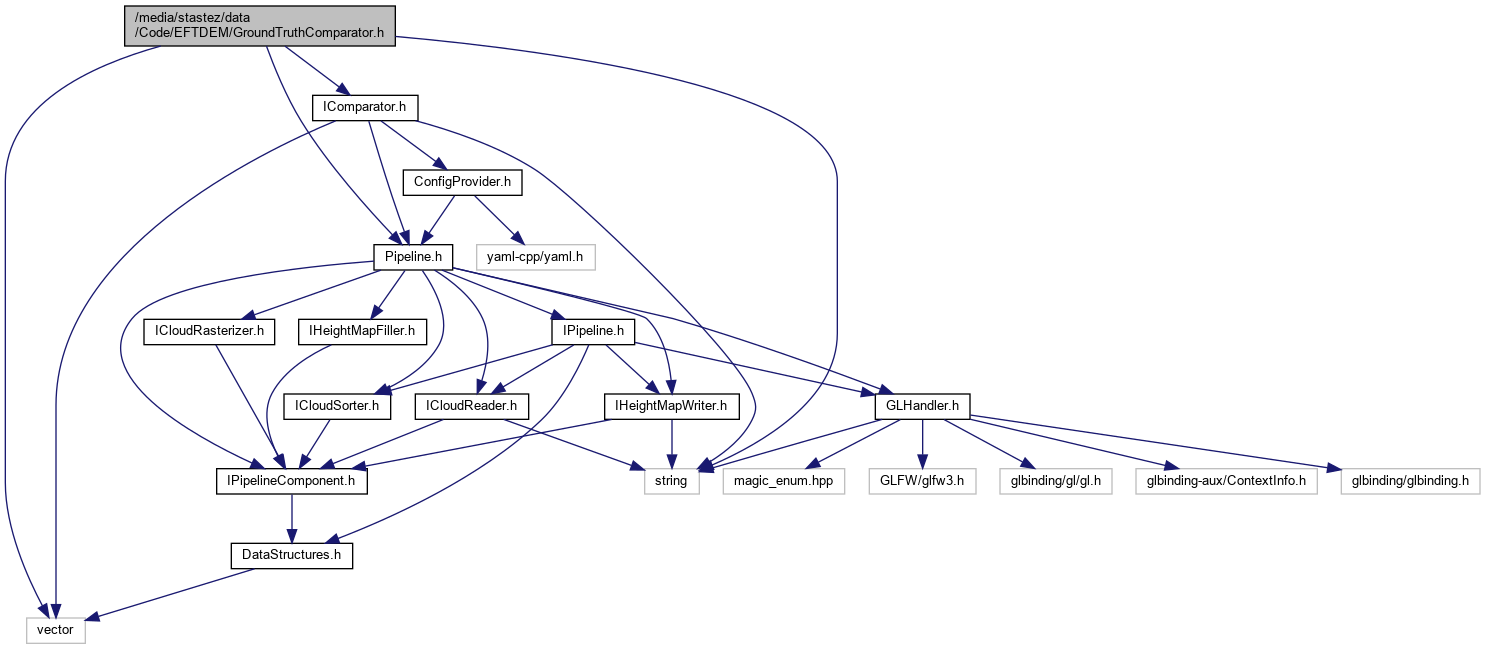 /media/stastez/data
/Code/EFTDEM/GroundTruthComparator.h
IComparator.h
ConfigProvider.h
Pipeline.h
yaml-cpp/yaml.h
ICloudRasterizer.h
IHeightMapFiller.h
IPipeline.h
ICloudSorter.h
ICloudReader.h
IHeightMapWriter.h
GLHandler.h
IPipelineComponent.h
string
magic_enum.hpp
GLFW/glfw3.h
glbinding/gl/gl.h
glbinding-aux/ContextInfo.h
glbinding/glbinding.h
DataStructures.h
vector